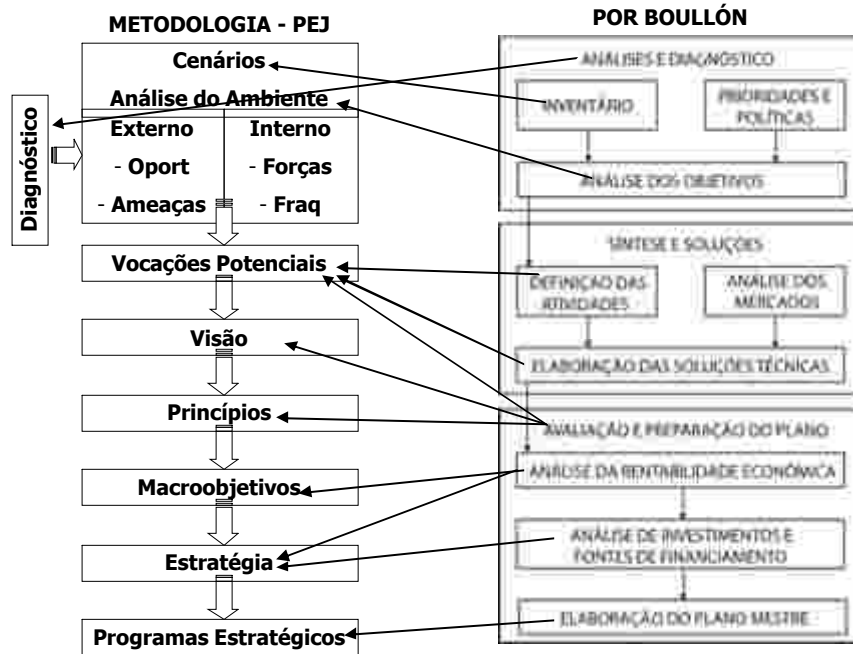 METODOLOGIA - PEJ
Cenários
Análise do Ambiente
Externo
Interno
- Oport
- Forças
- Ameaças
- Fraq
Diagnóstico
Vocações Potenciais
Visão
Princípios
Macroobjetivos
Estratégia
Programas Estratégicos
POR BOULLÓN
ANÁLISES E DIAGNÓSTICO
INVENTÁRIO
PRIORIDADES E
POLÍTICAS
ANÁLISE DOS OBJETIVOS
SÍNTESE E SOLUÇÕES
DEFINIÇÃO DAS
ATIVIDADES
ANÁLISE DOS
MERCADOS
ELABORAÇÃO DAS SOLUÇÕES TÉCNICAS
AVALIAÇÃO E PREPARAÇÃO DO PLANO
ANÁLISE DA RENTABILIDADE ECONÔMICA
ANÁLISE DE INVESTIMENTOS E
FONTES DE FINANCIAMENTO
ELABORAÇÃO DO PLANO MESTRE